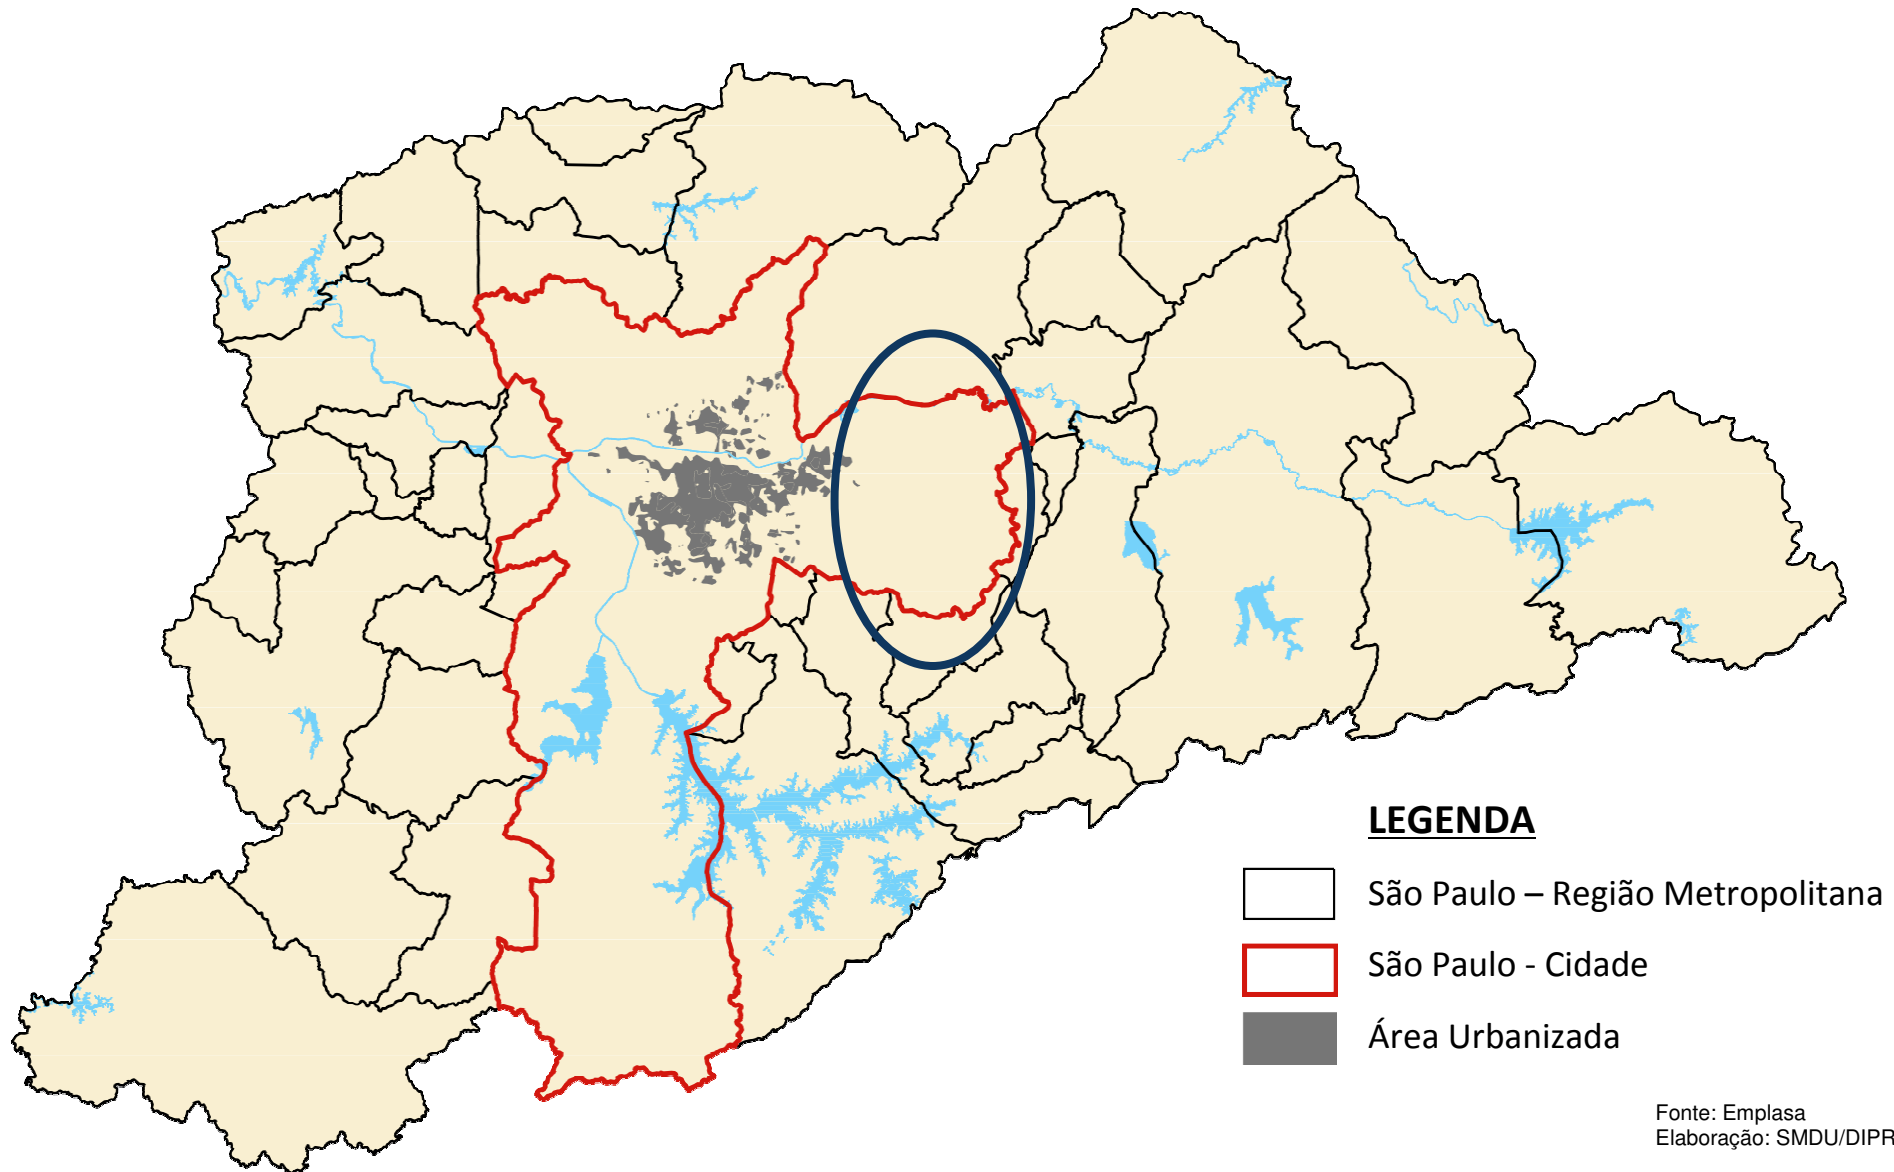 LEGENDA
São Paulo – Região Metropolitana
São Paulo - Cidade
Área Urbanizada
Fonte: Emplasa
Elaboração: SMDU/DIPR